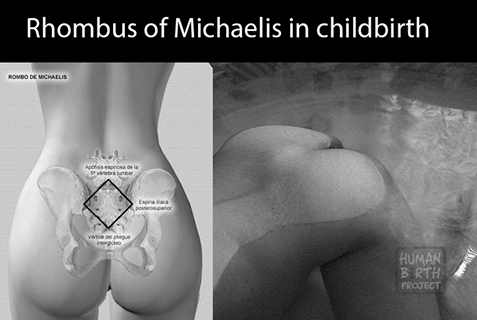 Rhombus of Michaelis in childbirth
ROMBO DE MICHAELIS
Apófisis espinosa de la
5ª vértebra lumbar
Espina iliaca
posterosuperior
Vértice del pliegue
interglúteo
HUMAN
B RTH
PROJECT